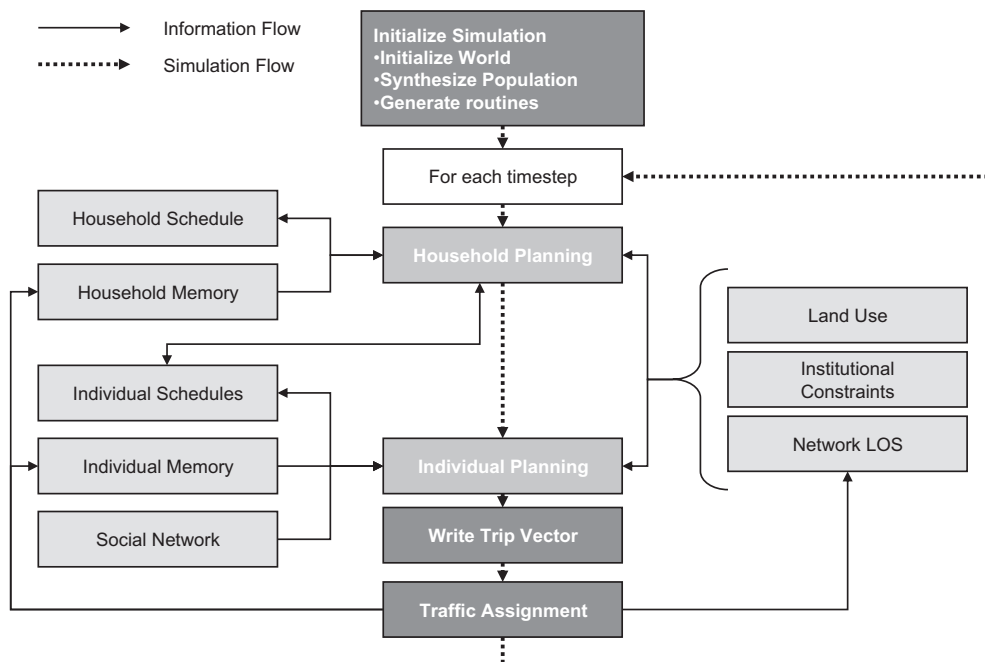 Information Flow
Simulation Flow
Initialize Simulation
•Initialize World
•Synthesize Population
•Generate routines
For each timestep
Household Schedule
Household Planning
Household Memory
Land Use
Institutional
Constraints
Individual Schedules
Network LOS
Individual Memory
Individual Planning
Social Network
Write Trip Vector
Traffic Assignment